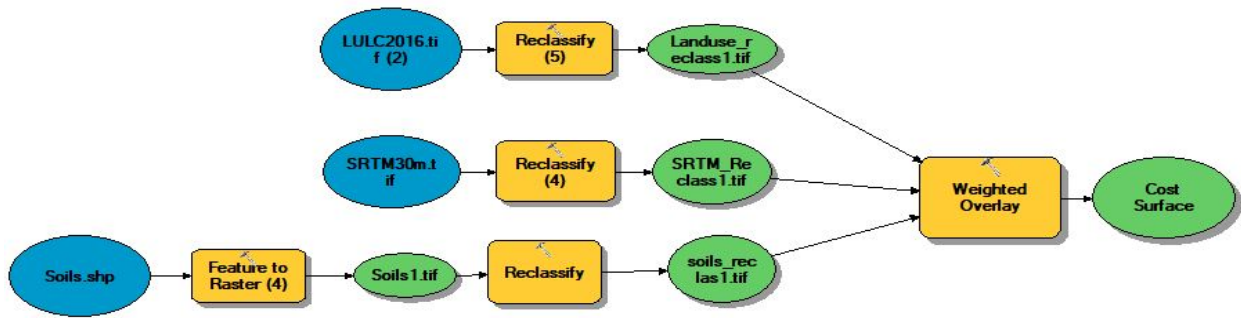 LULC2016.ti
f (2)
Reclassify
(5)
Landuse_r
eclass1.tif
SRTM30m.t
if
Reclassify
(4)
SRTM_Re
class1.tif
Weighted
Overlay
Cost
Surface
Soils.shp
Feature to
Raster (4)
Soils1.tif
Reclassify
soils_rec
las1.tif